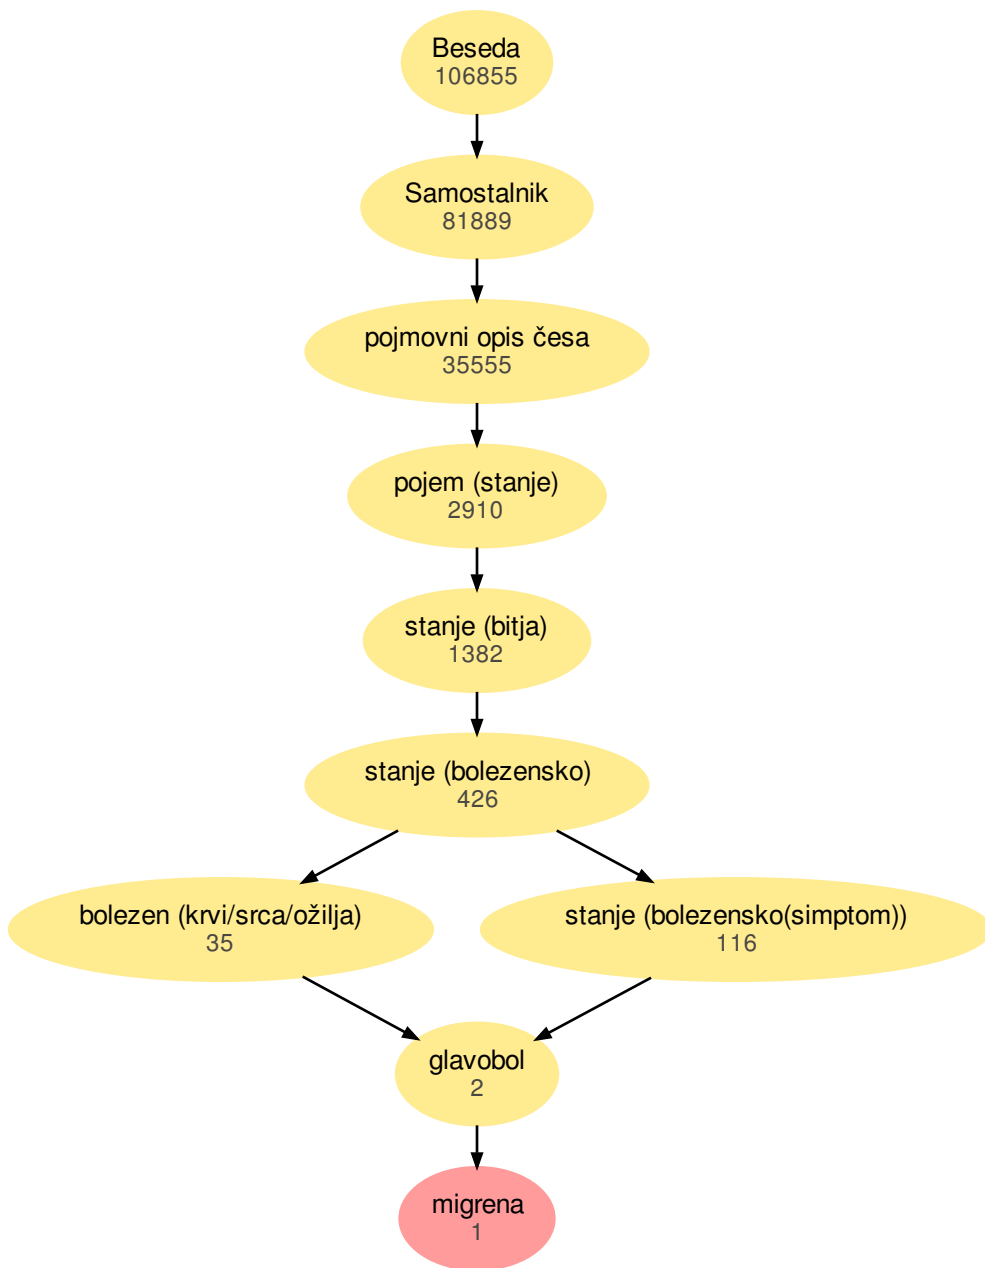 Beseda
106855
Samostalnik
81889
pojmovni opis česa
35555
pojem (stanje)
2910
stanje (bitja)
1382
stanje (bolezensko)
426
bolezen (krvi/srca/ožilja)
35
stanje (bolezensko(simptom))
116
glavobol
2
migrena
1